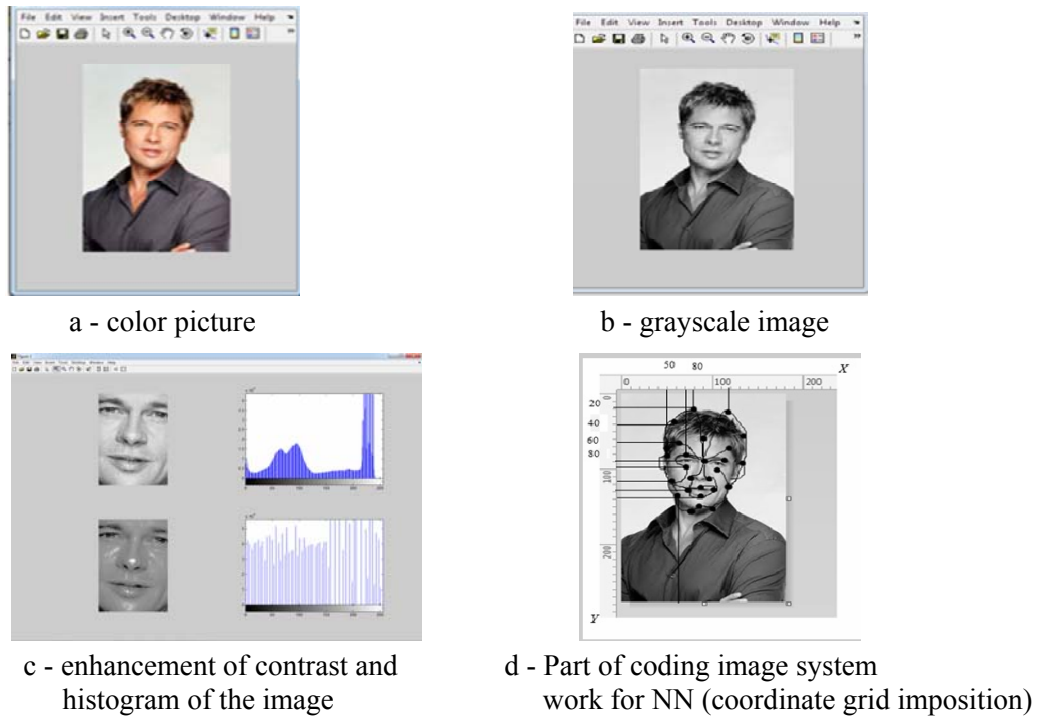 File Edit View Insert Tools Desktop Window Help
File Edit View Insert Tools Desktop Window Help
a - color picture
b - grayscale image
50 80 X
0 100 200
20
40
60
80
0
100
200
Y
c - enhancement of contrast and
histogram of the image
d - Part of coding image system
work for NN (coordinate grid imposition)